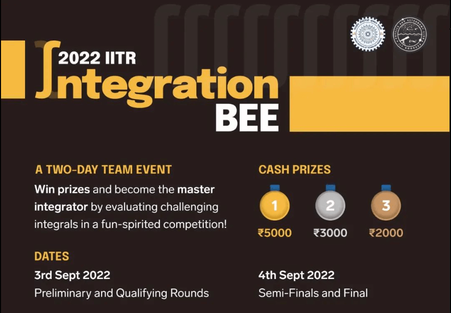 2022 IITR
∫ntegration
BEE
A TWO-DAY TEAM EVENT
Win prizes and become the master
integrator by evaluating challenging
integrals in a fun-spirited competition!
CASH PRIZES
1 2 3
₹5000 ₹3000 ₹2000
DATES
3rd Sept 2022
Preliminary and Qualifying Rounds
4th Sept 2022
Semi-Finals and Final